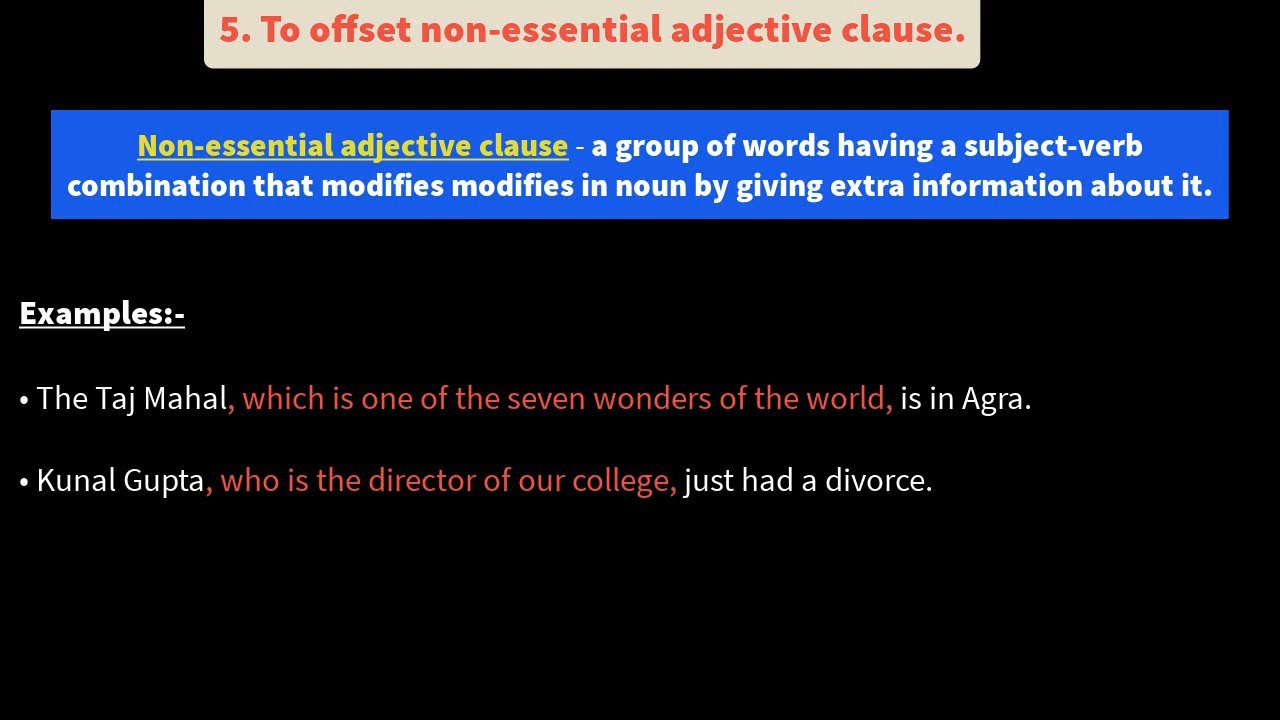 5. To offset non-essential adjective clause.
Non-essential adjective clause - a group of words having a subject-verb
combination that modifies modifies in noun by giving extra information about it.
Examples:-
• The Taj Mahal, which is one of the seven wonders of the world, is in Agra.
• Kunal Gupta, who is the director of our college, just had a divorce.